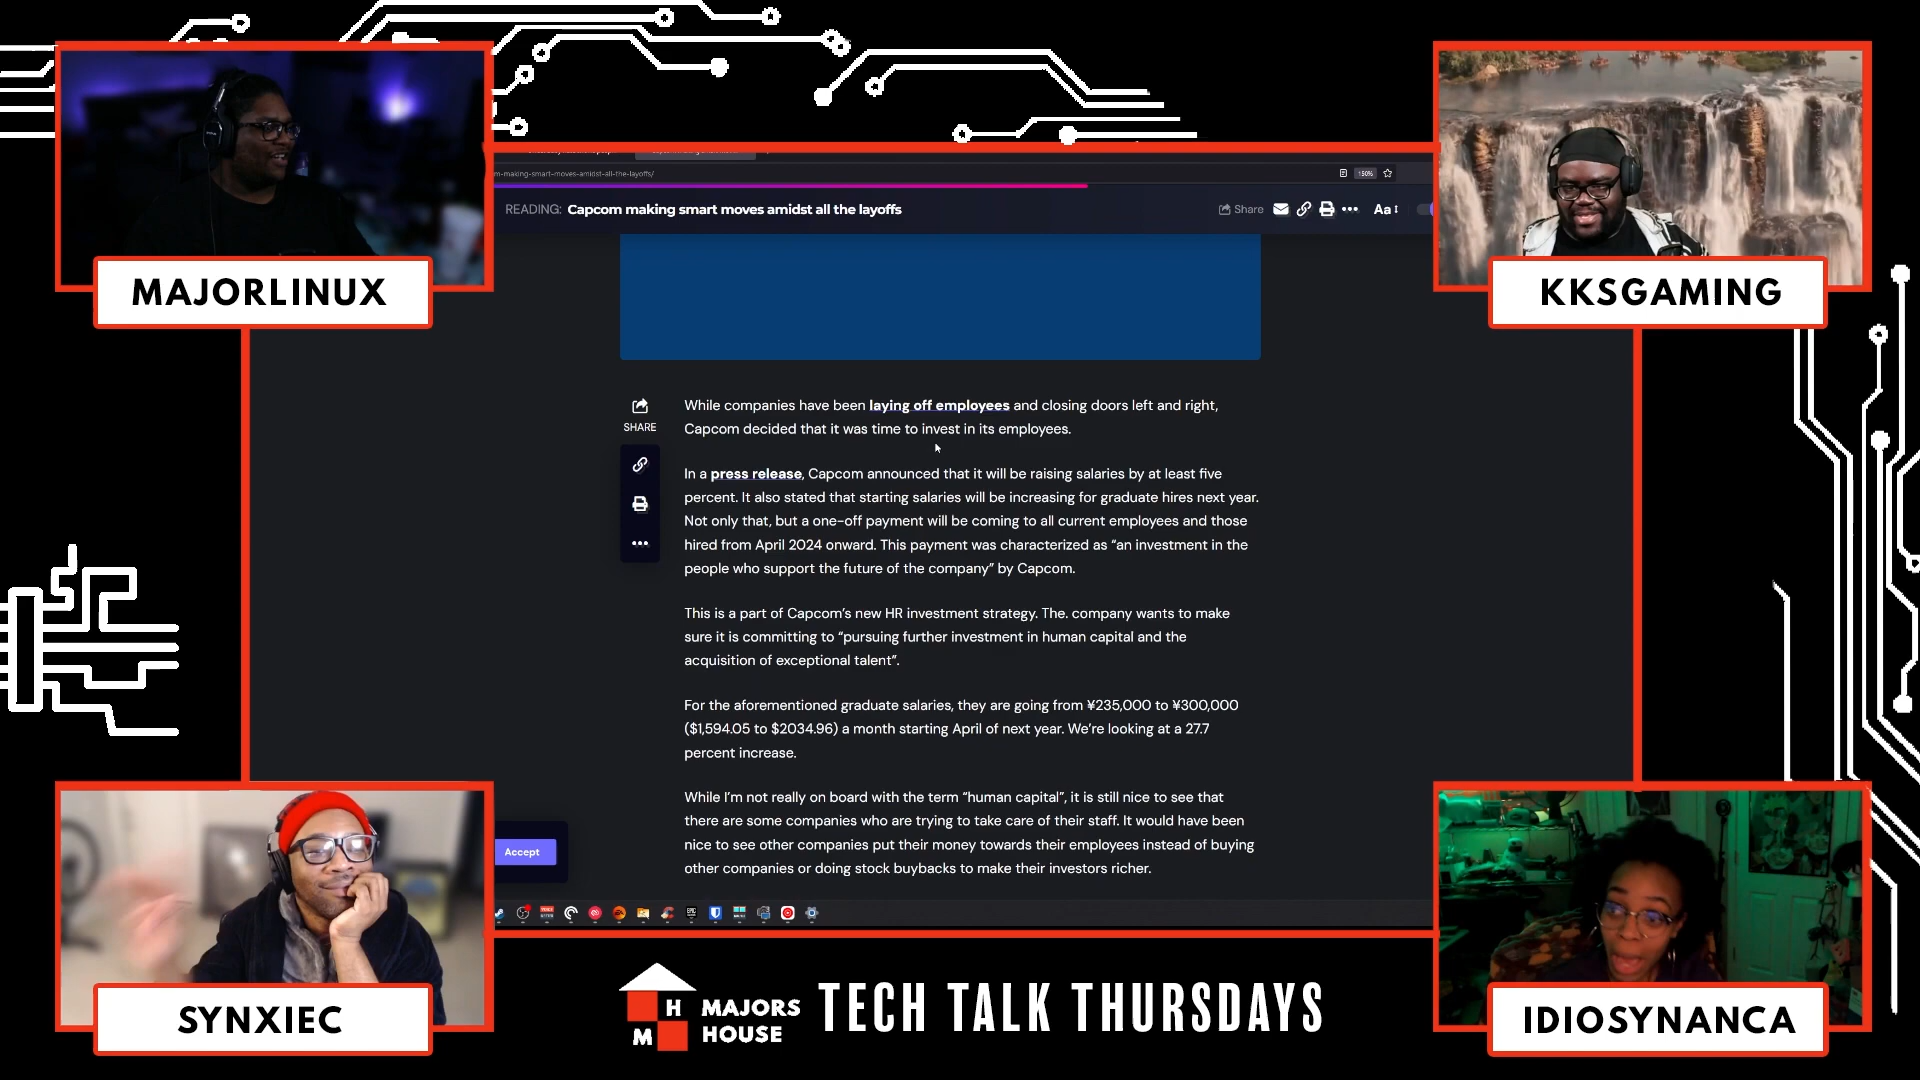 m-making-smart-moves-amidst-all-the-layoffs/
150%
READING: Capcom making smart moves amidst all the layoffs
Share
Aa
MAJORLINUX
KKSGAMING
While companies have been laying off employees and closing doors left and right,
Capcom decided that it was time to invest in its employees.
SHARE
In a press release, Capcom announced that it will be raising salaries by at least five
percent. It also stated that starting salaries will be increasing for graduate hires next year.
Not only that, but a one-off payment will be coming to all current employees and those
hired from April 2024 onward. This payment was characterized as “an investment in the
people who support the future of the company” by Capcom.
This is a part of Capcom’s new HR investment strategy. The. company wants to make
sure it is committing to “pursuing further investment in human capital and the
acquisition of exceptional talent”.
For the aforementioned graduate salaries, they are going from ¥235,000 to ¥300,000
($1,594.05 to $2034.96) a month starting April of next year. We’re looking at a 27.7
percent increase.
While I’m not really on board with the term “human capital”, it is still nice to see that
there are some companies who are trying to take care of their staff. It would have been
nice to see other companies put their money towards their employees instead of buying
other companies or doing stock buybacks to make their investors richer.
Accept
SYNXIEC
H
M
MAJORS
HOUSE
TECH TALK THURSDAYS
IDIOSYNANCA